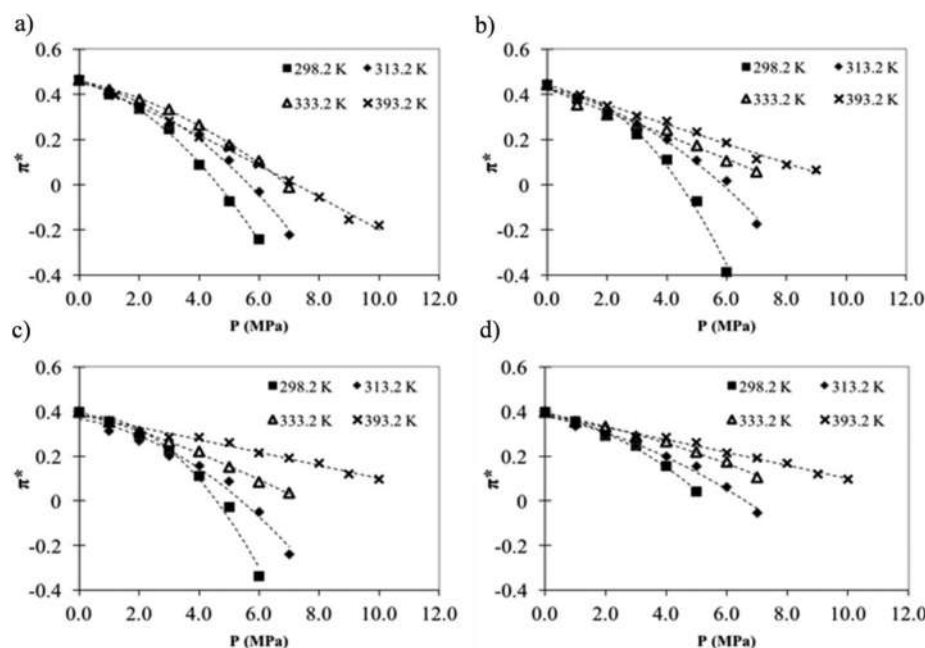 a)
0.6
0.4
0.2
0
-0.2
-0.4
π*
■ 298.2 K ◆ 313.2 K
△ 333.2 K × 393.2 K
0.0 2.0 4.0 6.0 8.0 10.0 12.0
P (MPa)
b)
0.6
0.4
0.2
0
-0.2
-0.4
π*
■ 298.2 K ◆ 313.2 K
△ 333.2 K × 393.2 K
0.0 2.0 4.0 6.0 8.0 10.0 12.0
P (MPa)
c)
0.6
0.4
0.2
0
-0.2
-0.4
π*
■ 298.2 K ◆ 313.2 K
△ 333.2 K × 393.2 K
0.0 2.0 4.0 6.0 8.0 10.0 12.0
P (MPa)
d)
0.6
0.4
0.2
0
-0.2
-0.4
π*
■ 298.2 K ◆ 313.2 K
△ 333.2 K × 393.2 K
0.0 2.0 4.0 6.0 8.0 10.0 12.0
P (MPa)